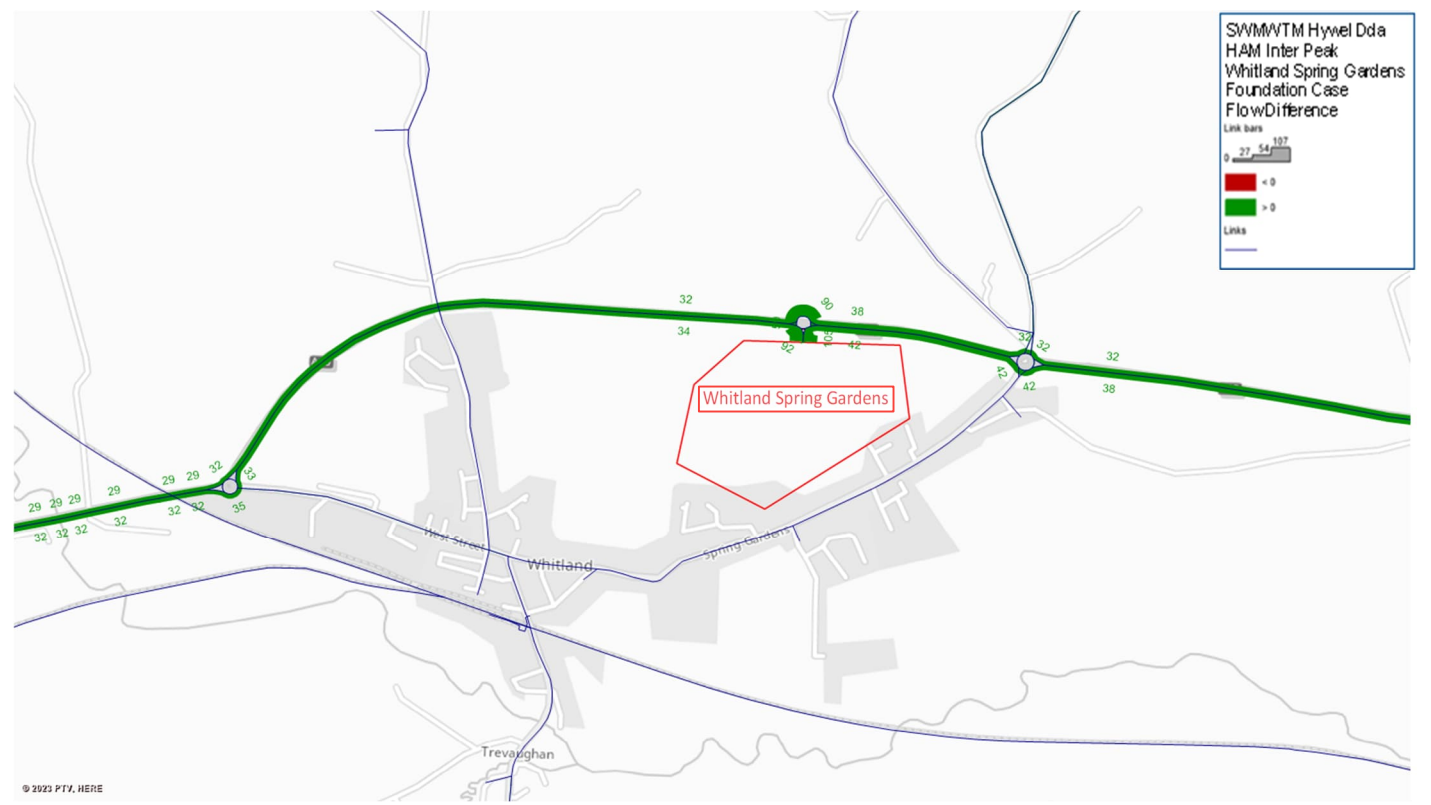 SWMWTM Hywel Dda
HAM Inter Peak
Whitland Spring Gardens
Foundation Case
FlowDifference
Link bars
0 27 54 107
< 0
> 0
Links
32
34
90
38
92
42
32 32
42
42
32
38
Whitland Spring Gardens
32
33
35
29 29 29 29 29 29
32 32 32 32 32 32
West Street
Whitland
Spring Gardens
Trevaughan
© 2023 PTV, HERE